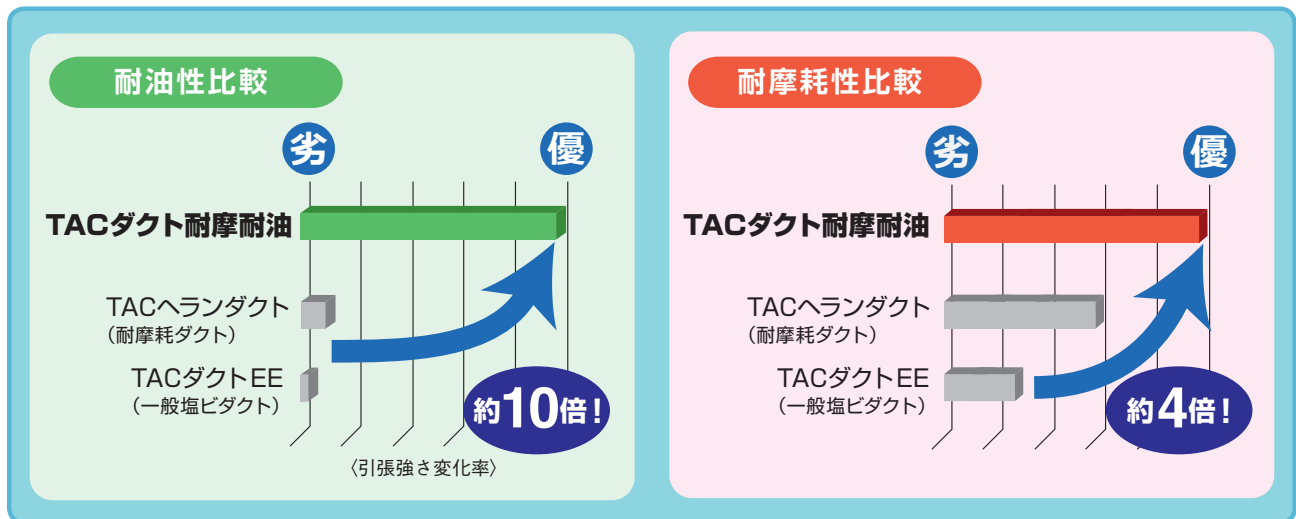 耐油性比較
劣
優
TACダクト耐摩耐油
TACヘランダクト
（耐摩耗ダクト）
TACダクトEE
（一般塩ビダクト）
約10倍！
〈引張強さ変化率〉
耐摩耗性比較
劣
優
TACダクト耐摩耐油
TACヘランダクト
（耐摩耗ダクト）
TACダクトEE
（一般塩ビダクト）
約4倍！